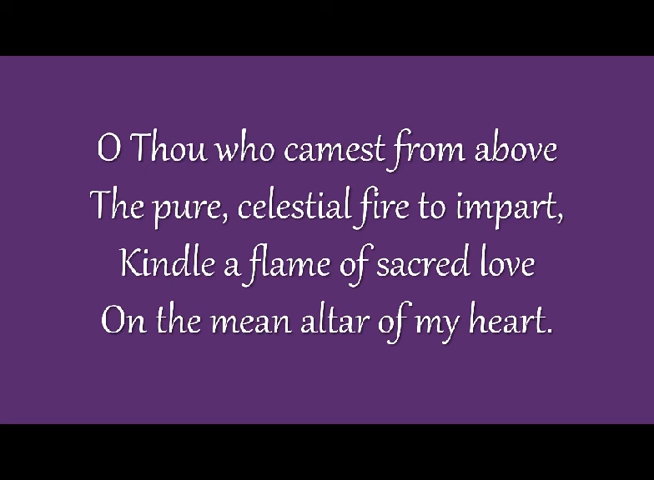 O Thou who camest from above
The pure, celestial fire to impart,
Kindle a flame of sacred love
On the mean altar of my heart.